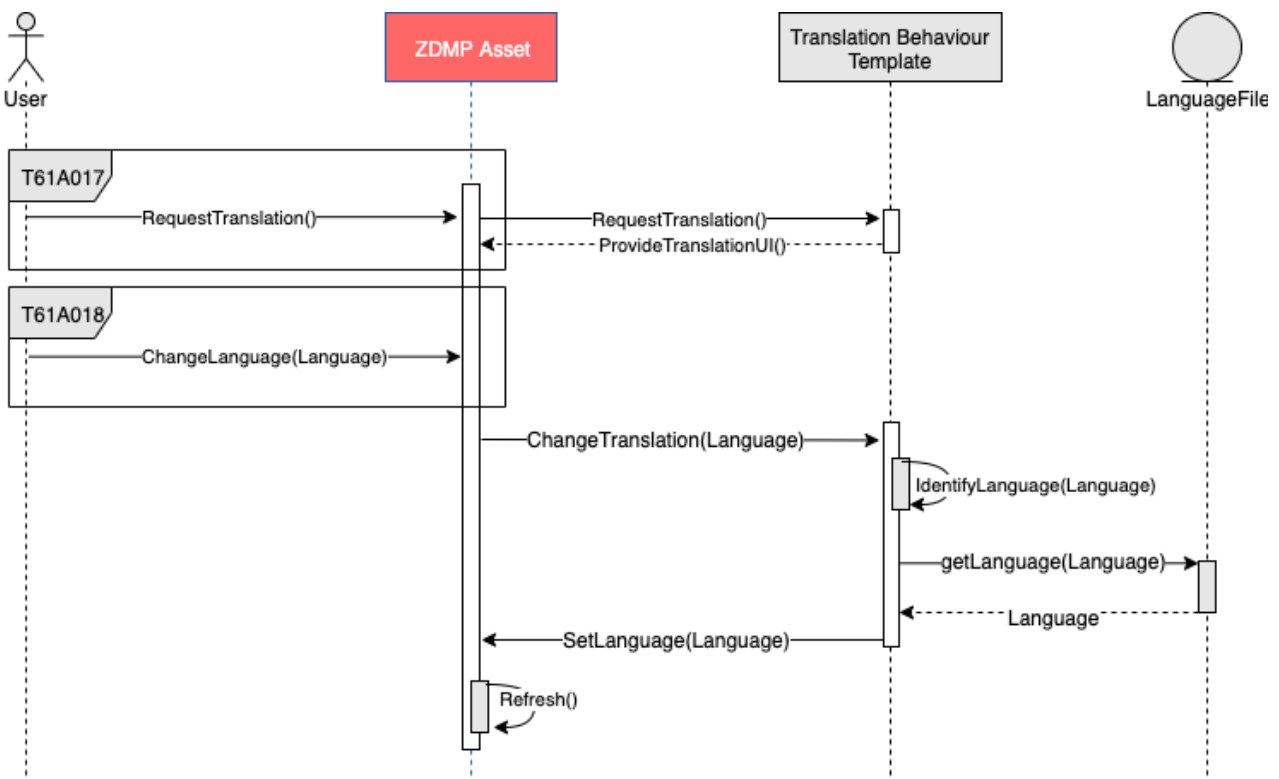 ZDMP Asset
Translation Behaviour
Template
User
LanguageFile
T61A017
RequestTranslation()
RequestTranslation()
ProvideTranslationUI()
T61A018
ChangeLanguage(Language)
ChangeTranslation(Language)
IdentifyLanguage(Language)
getLanguage(Language)
Language
SetLanguage(Language)
Refresh()